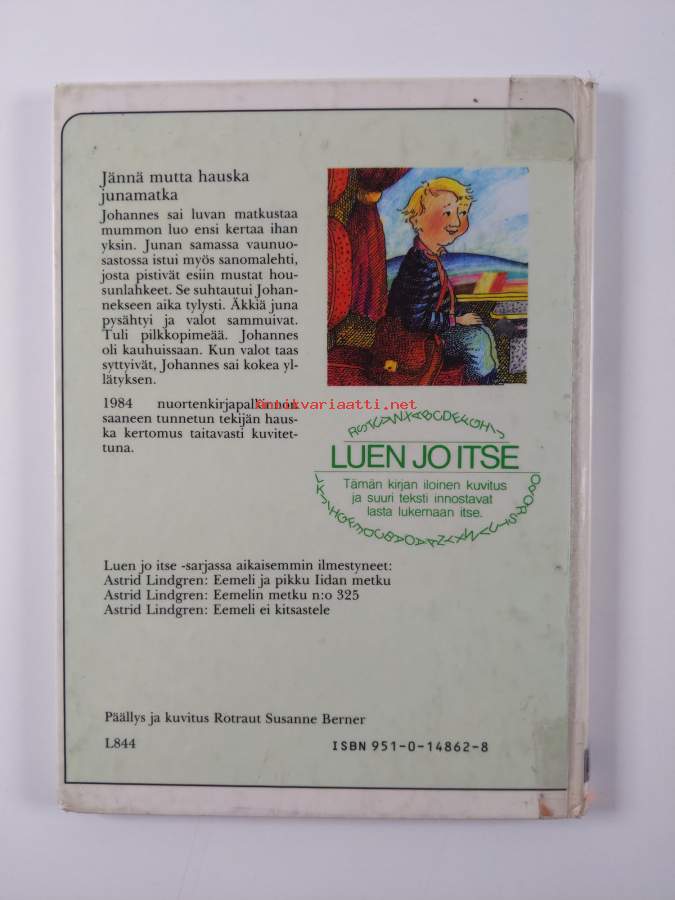 Jännä mutta hauska
junamatka
Johannes sai luvan matkustaa
mummon luo ensi kertaa ihan
yksin. Junan samassa vaunuo-
sastossa istui myös sanomalehti,
josta pistivät esiin mustat hou-
sunlahkeet. Se suhtautui Johan-
nekseen aika tylysti. Äkkiä juna
pysähtyi ja valot sammuivat.
Tuli pilkkopimeää. Johannes
oli kauhuissaan. Kun valot taas
syttyivät, Johannes sai kokea yl-
lätyksen.
1984 nuortenkirjapalkinnon
saaneen tunnetun tekijän haus-
ka kertomus taitavasti kuvitet-
tuna.
antikvariaatti.net
LUEN JO ITSE
Tämän kirjan iloinen kuvitus
ja suuri teksti innostavat
lasta lukemaan itse.
Luen jo itse -sarjassa aikaisemmin ilmestyneet:
Astrid Lindgren: Eemeli ja pikku Iidan metku
Astrid Lindgren: Eemelin metku n:o 325
Astrid Lindgren: Eemeli ei kitsastele
Päällys ja kuvitus Rotraut Susanne Berner
L844
ISBN 951-0-14862-8